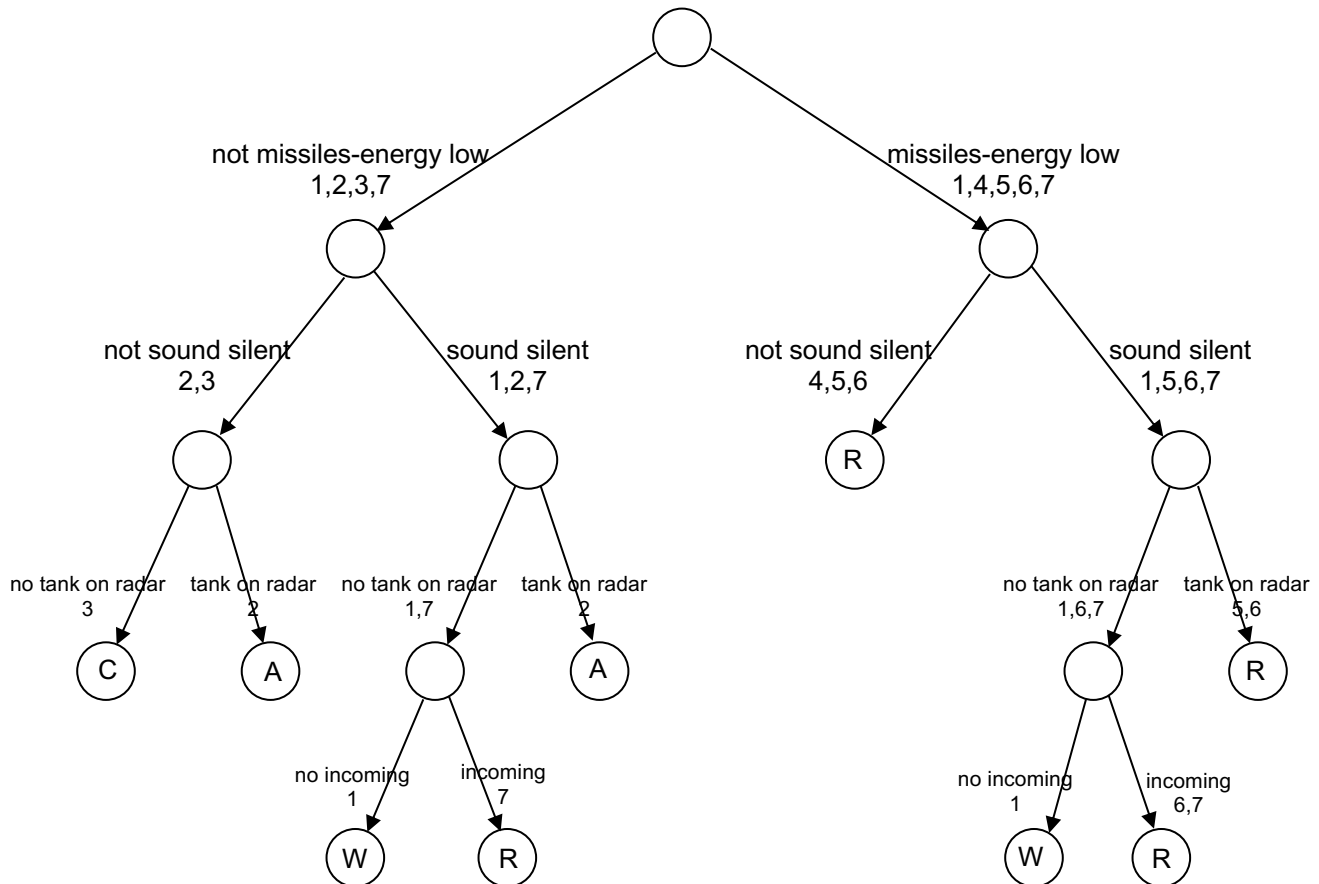 not missiles-energy low
1,2,3,7
missiles-energy low
1,4,5,6,7
not sound silent
2,3
sound silent
1,2,7
not sound silent
4,5,6
sound silent
1,5,6,7
R
no tank on radar
3
tank on radar
2
no tank on radar
1,7
tank on radar
2
no tank on radar
1,6,7
tank on radar
5,6
C
A
A
R
no incoming
1
incoming
7
no incoming
1
incoming
6,7
W
R
W
R